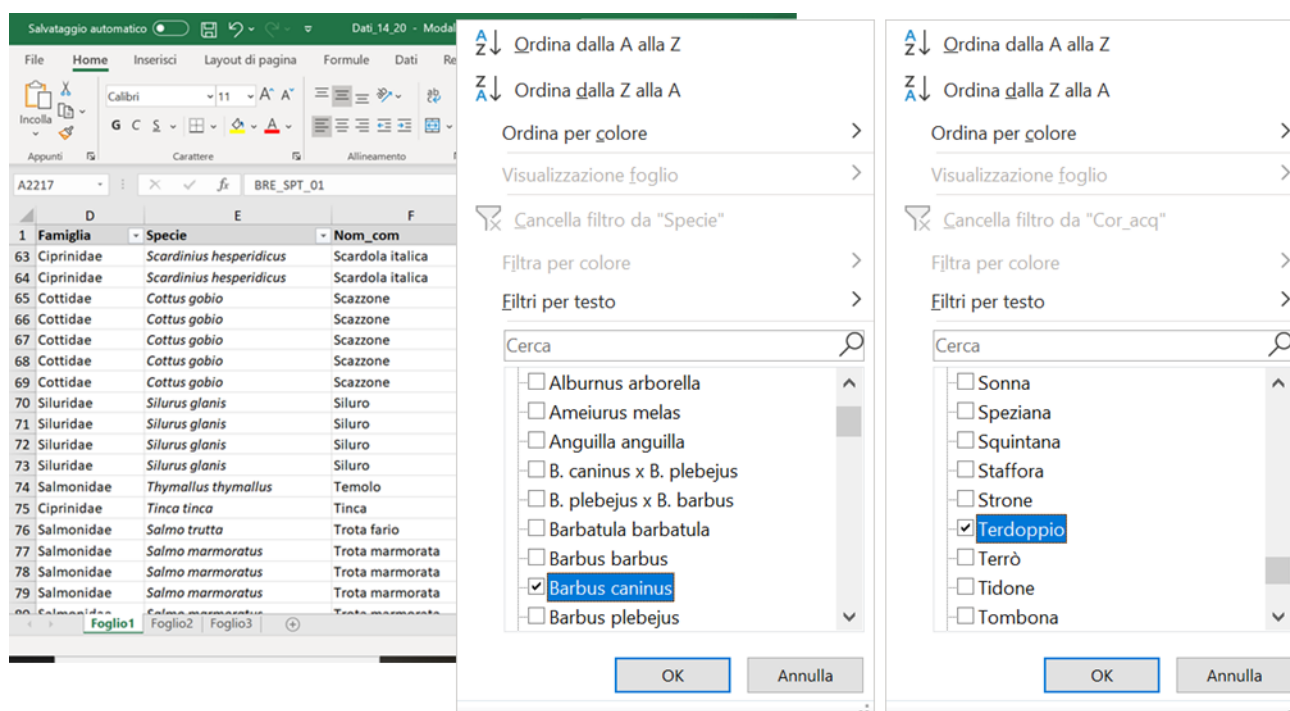 Salvataggio automatico Dati_14_20 - Modal
File Home Inserisci Layout di pagina Formule Dati Re
Incolla
Calibri 11 A^ Aˇ
G C S A
ab
Appunti Carattere Allineamento
A2217 fx BRE_SPT_01
D E F
1 Famiglia Specie Nom_com
63 Ciprinidae Scardinius hesperidicus Scardola italica
64 Ciprinidae Scardinius hesperidicus Scardola italica
65 Cottidae Cottus gobio Scazzone
66 Cottidae Cottus gobio Scazzone
67 Cottidae Cottus gobio Scazzone
68 Cottidae Cottus gobio Scazzone
69 Cottidae Cottus gobio Scazzone
70 Siluridae Silurus glanis Siluro
71 Siluridae Silurus glanis Siluro
72 Siluridae Silurus glanis Siluro
73 Siluridae Silurus glanis Siluro
74 Salmonidae Thymallus thymallus Temolo
75 Ciprinidae Tinca tinca Tinca
76 Salmonidae Salmo trutta Trota fario
77 Salmonidae Salmo marmoratus Trota marmorata
78 Salmonidae Salmo marmoratus Trota marmorata
79 Salmonidae Salmo marmoratus Trota marmorata
80 Salmonidae Salmo marmoratus Trota marmorata
Foglio1 Foglio2 Foglio3
Ordina dalla A alla Z
Ordina dalla Z alla A
Ordina per colore
Visualizzazione foglio
Cancella filtro da "Specie"
Filtra per colore
Filtri per testo
Cerca
Alburnus arborella
Ameiurus melas
Anguilla anguilla
B. caninus x B. plebejus
B. plebejus x B. barbus
Barbatula barbatula
Barbus barbus
Barbus caninus
Barbus plebejus
OK Annulla
Ordina dalla A alla Z
Ordina dalla Z alla A
Ordina per colore
Visualizzazione foglio
Cancella filtro da "Cor_acq"
Filtra per colore
Filtri per testo
Cerca
Sonna
Speziana
Squintana
Staffora
Strone
Terdoppio
Terrò
Tidone
Tombona
OK Annulla